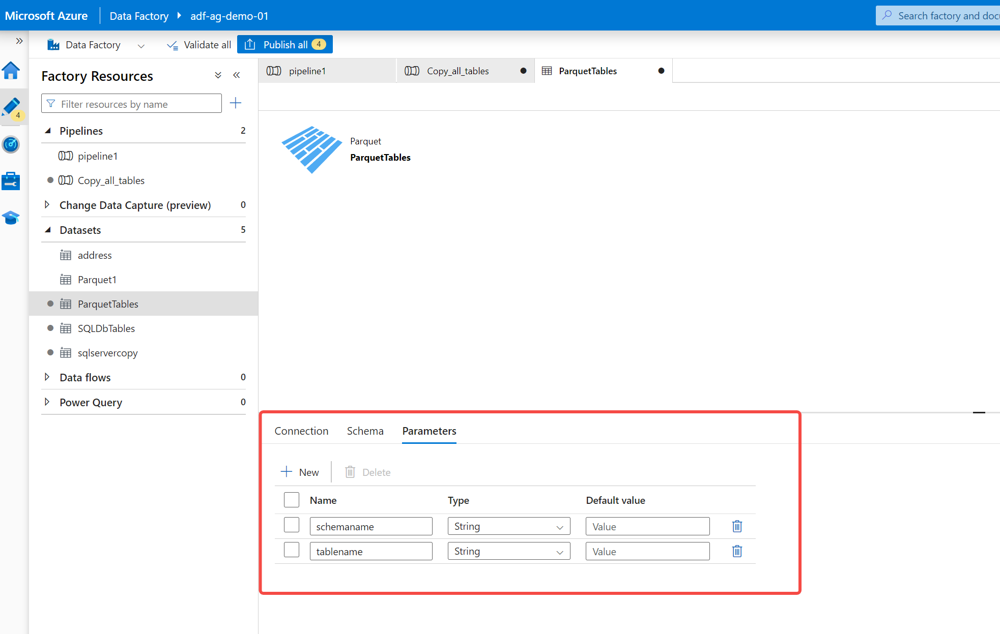 Microsoft Azure
Data Factory
adf-ag-demo-01
Search factory and docu
Data Factory
Validate all
Publish all
4
Factory Resources
Filter resources by name
4
Pipelines 2
pipeline1
Copy_all_tables
Change Data Capture (preview) 0
Datasets 5
address
Parquet1
ParquetTables
SQLDbTables
sqlservercopy
Data flows 0
Power Query 0
pipeline1
Copy_all_tables
ParquetTables
Parquet
ParquetTables
Connection Schema Parameters
New Delete
Name Type Default value
schemaname String Value
tablename String Value